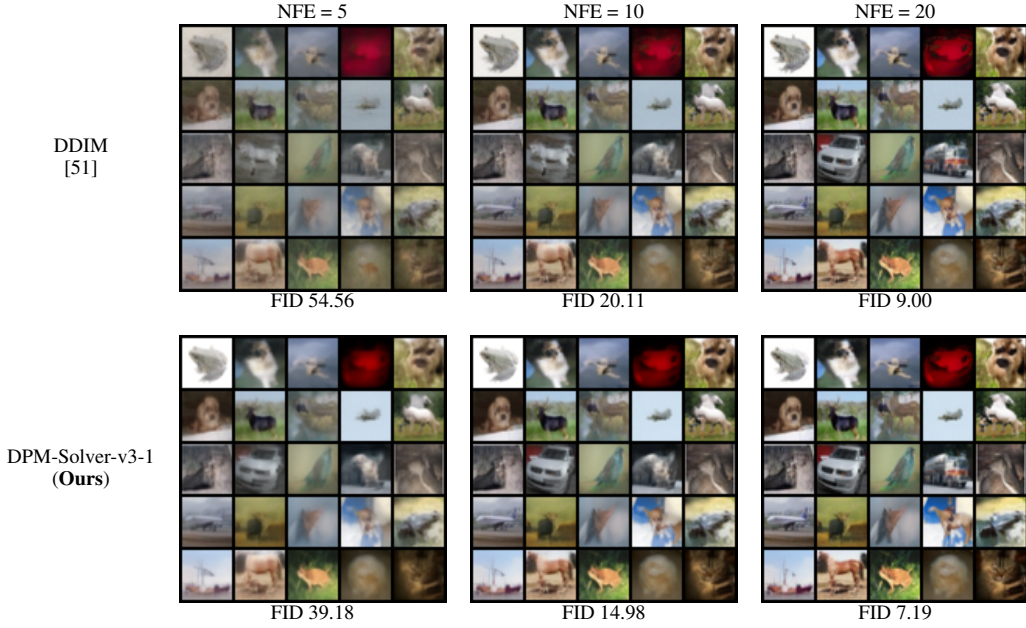 NFE = 5 NFE = 10 NFE = 20
DDIM
[51]
FID 54.56 FID 20.11 FID 9.00
DPM-Solver-v3-1
(Ours)
FID 39.18 FID 14.98 FID 7.19